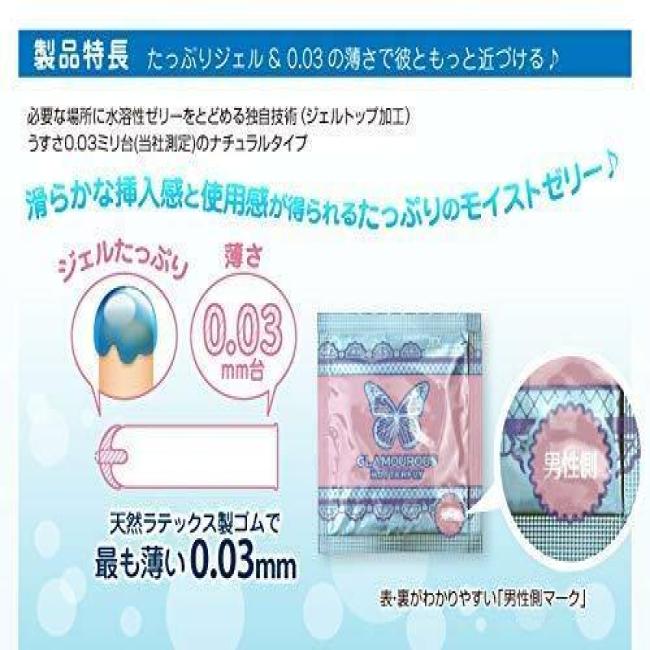 製品特長 たっぷりジェル & 0.03 の薄さで彼ともっと近づける♪
必要な場所に水溶性ゼリーをとどめる独自技術（ジェルトップ加工）
うすさ0.03ミリ台(当社測定)のナチュラルタイプ
滑らかな挿入感と使用感が得られるたっぷりのモイストゼリー♪
ジェルたっぷり
薄さ
0.03
mm台
GLAMOUROUS
BUTTERFLY
男性側
天然ラテックス製ゴムで
最も薄い 0.03mm
表・裏がわかりやすい「男性側マーク」